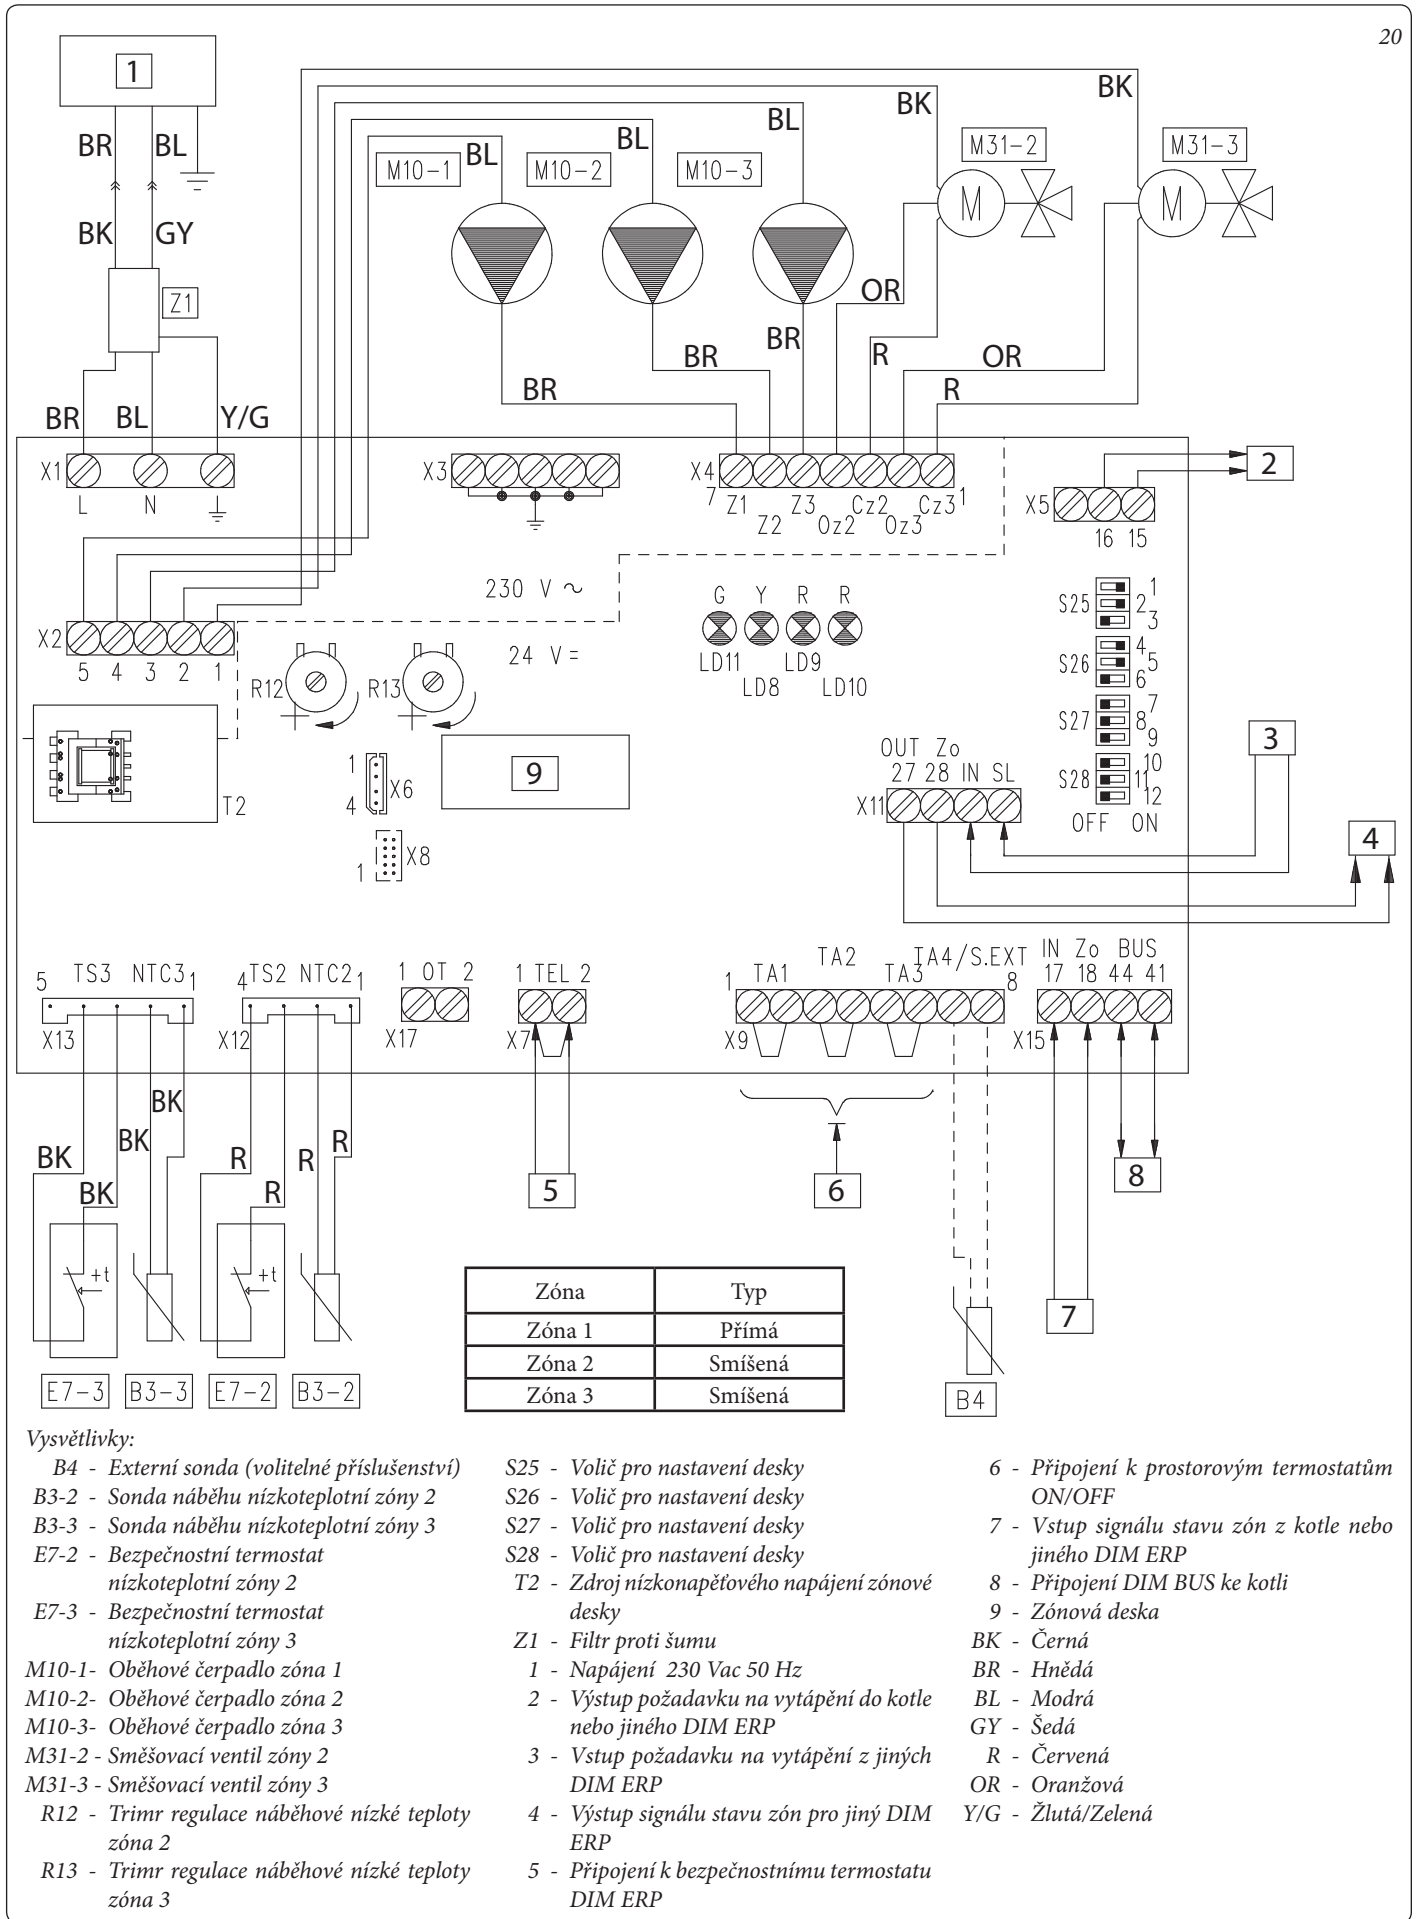 20
1
BR BL
BK GY
Z1
BR BL Y/G
M10-1 BL
M10-2 BL
M10-3 BL
BK
BK
M31-2
M31-3
M
M
OR
BR
BR
BR
R
OR
R
X1
L N
X3
X4
7 Z1 Z3 Cz2 Cz3 1
Z2 Oz2 Oz3
X5
16 15
2
230 V ~
24 V =
G Y R R
LD11 LD9
LD8 LD10
S25
1
2
3
S26
4
5
6
S27
7
8
9
S28
10
11
12
OFF ON
X2
5 4 3 2 1
R12
R13
T2
1
4
X6
9
1
X8
OUT Zo
27 28 IN SL
X11
3
4
5 TS3 NTC3 1
X13
4 TS2 NTC2 1
X12
1 OT 2
X17
1 TEL 2
X7
1 TA1 TA2 TA3 TA4/S.EXT 8
X9
IN Zo BUS
17 18 44 41
X15
BK
BK
BK
BK
R
R
R
R
5
6
8
7
+t
+t
E7-3 B3-3 E7-2 B3-2
B4
Zóna Typ
Zóna 1 Přímá
Zóna 2 Smíšená
Zóna 3 Smíšená
Vysvětlivky:
B4 - Externí sonda (volitelné příslušenství)
B3-2 - Sonda náběhu nízkoteplotní zóny 2
B3-3 - Sonda náběhu nízkoteplotní zóny 3
E7-2 - Bezpečnostní termostat
nízkoteplotní zóny 2
E7-3 - Bezpečnostní termostat
nízkoteplotní zóny 3
M10-1- Oběhové čerpadlo zóna 1
M10-2- Oběhové čerpadlo zóna 2
M10-3- Oběhové čerpadlo zóna 3
M31-2 - Směšovací ventil zóny 2
M31-3 - Směšovací ventil zóny 3
R12 - Trimr regulace náběhové nízké teploty
zóna 2
R13 - Trimr regulace náběhové nízké teploty
zóna 3
S25 - Volič pro nastavení desky
S26 - Volič pro nastavení desky
S27 - Volič pro nastavení desky
S28 - Volič pro nastavení desky
T2 - Zdroj nízkonapěťového napájení zónové
desky
Z1 - Filtr proti šumu
1 - Napájení 230 Vac 50 Hz
2 - Výstup požadavku na vytápění do kotle
nebo jiného DIM ERP
3 - Vstup požadavku na vytápění z jiných
DIM ERP
4 - Výstup signálu stavu zón pro jiný DIM
ERP
5 - Připojení k bezpečnostnímu termostatu
DIM ERP
6 - Připojení k prostorovým termostatům
ON/OFF
7 - Vstup signálu stavu zón z kotle nebo
jiného DIM ERP
8 - Připojení DIM BUS ke kotli
9 - Zónová deska
BK - Černá
BR - Hnědá
BL - Modrá
GY - Šedá
R - Červená
OR - Oranžová
Y/G - Žlutá/Zelená